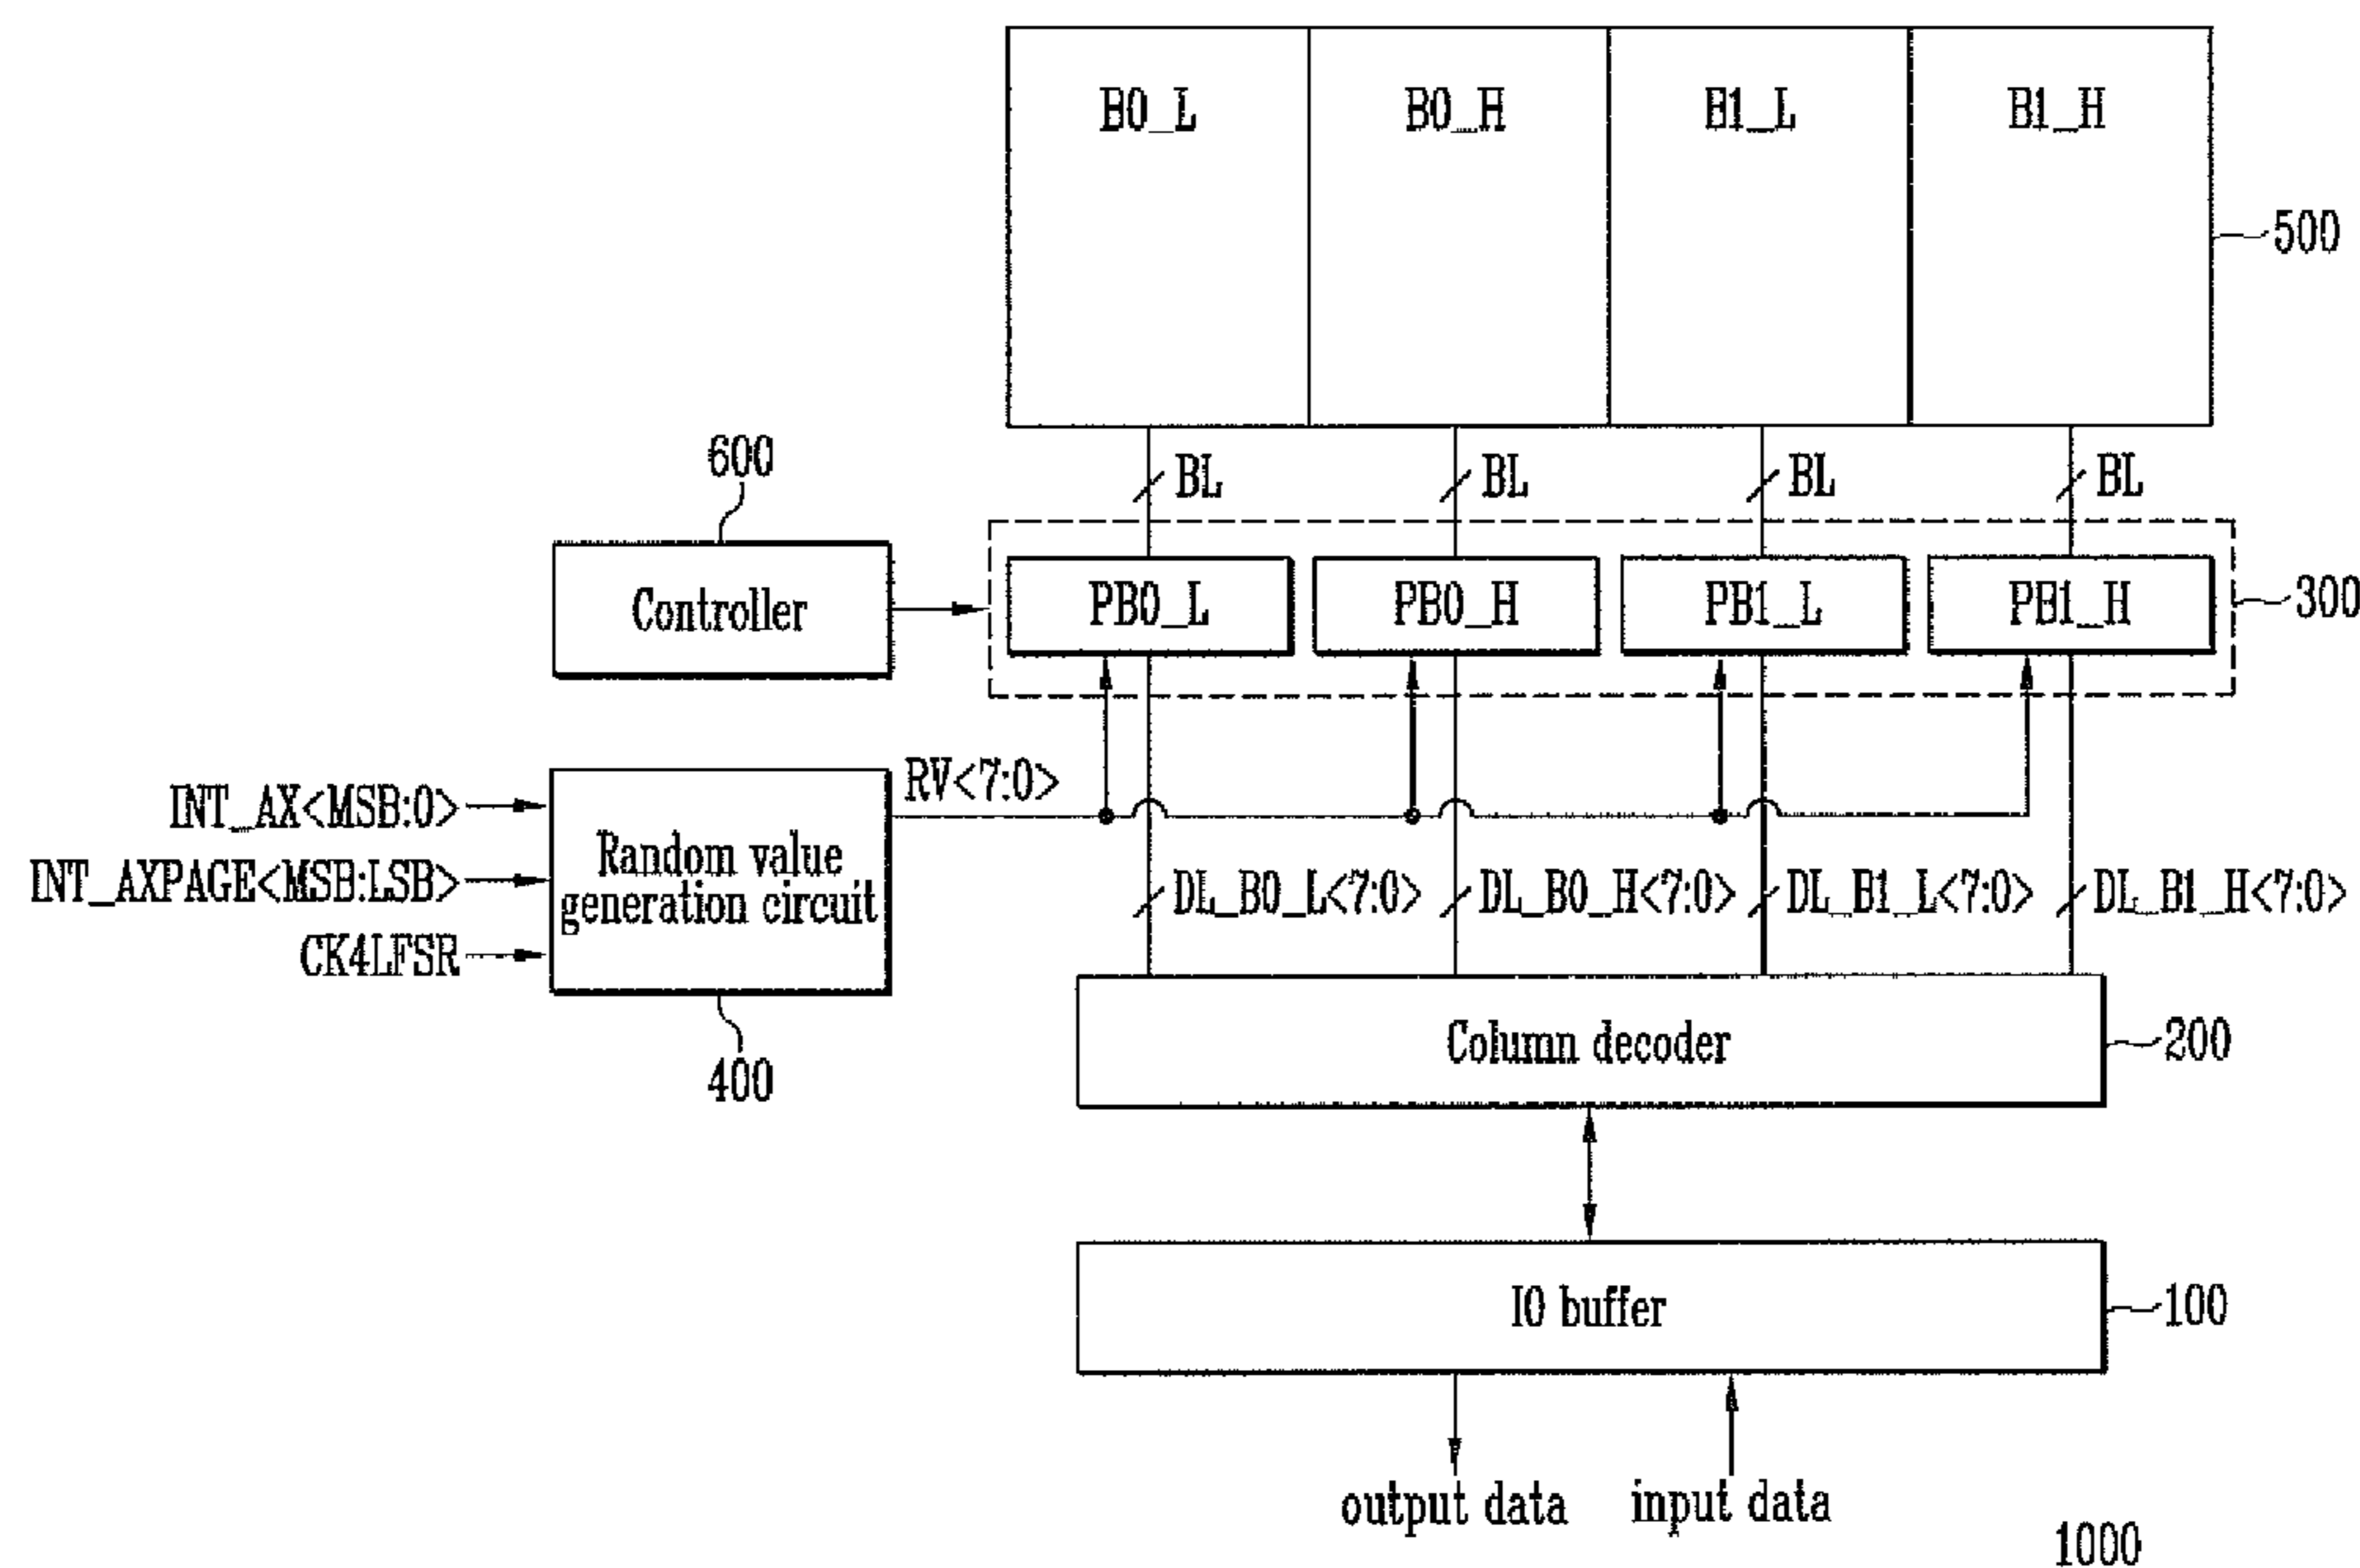 B0_L B0_H B1_L B1_H
500
600
BL BL BL BL
Controller
PB0_L PB0_H PB1_L PB1_H
300
INT_AX<MSB:0>
INT_AXPAGE<MSB:LSB>
CK4LFSR
Random value
generation circuit
RV<7:0>
400
DL_B0_L<7:0> DL_B0_H<7:0> DL_B1_L<7:0> DL_B1_H<7:0>
Column decoder
200
IO buffer
100
output data input data
1000